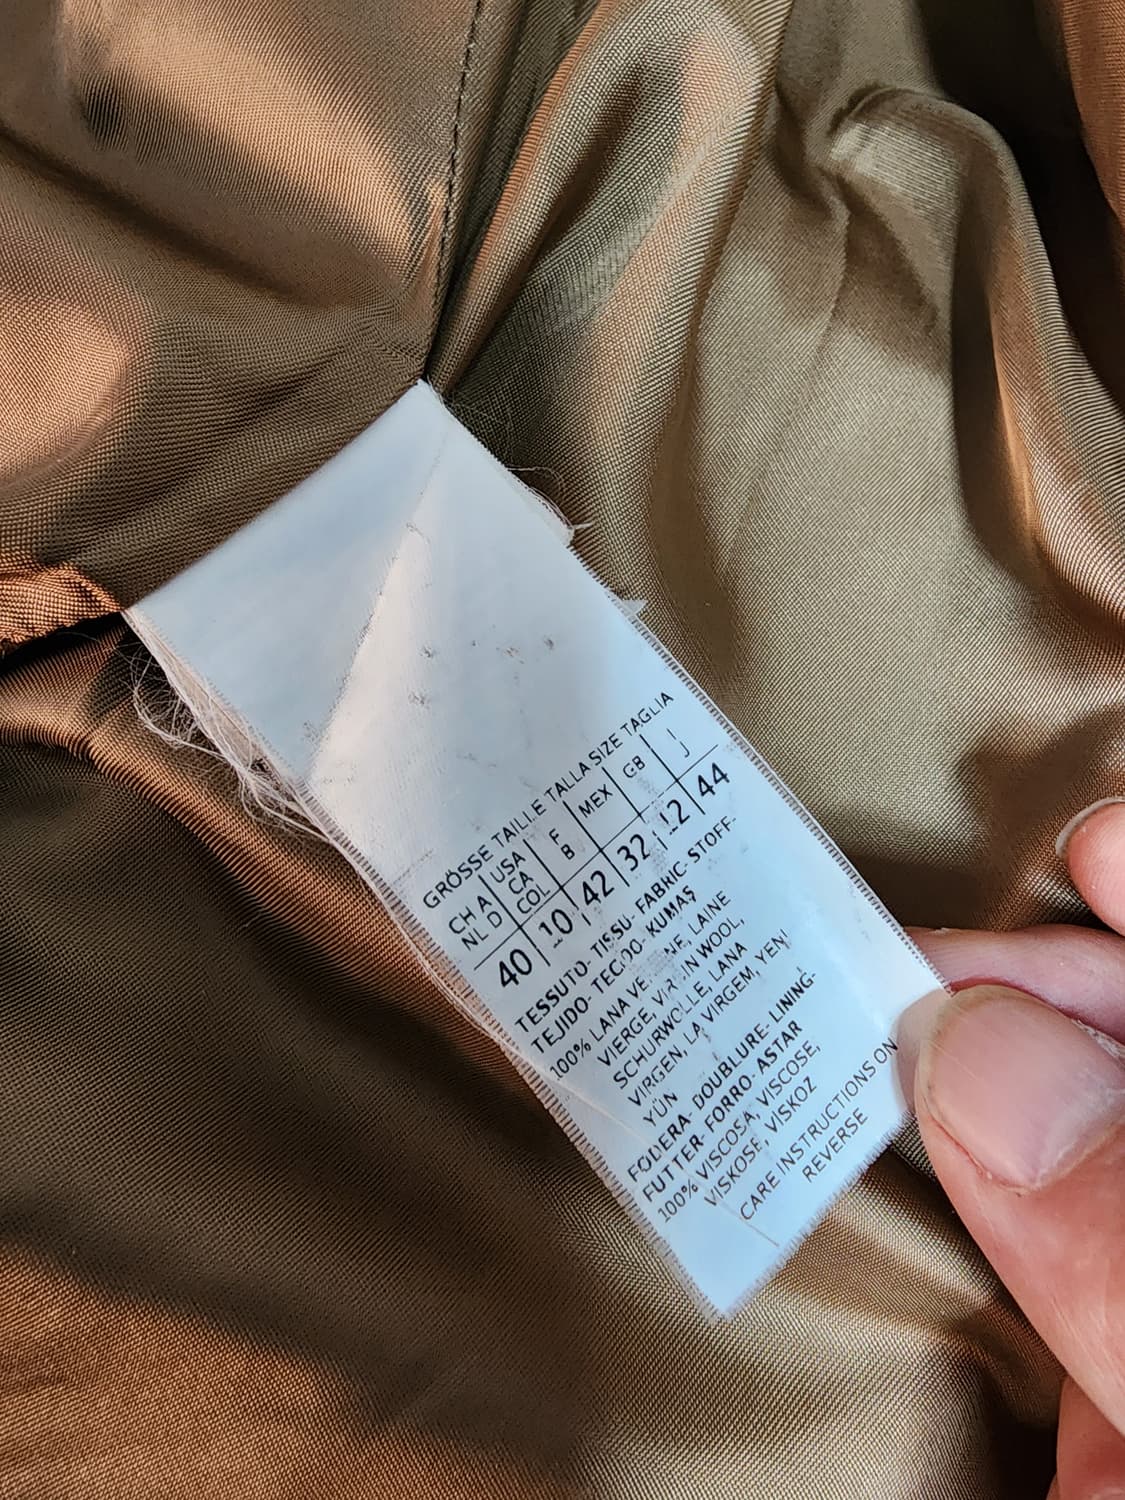 GRÖSSE TAILLE TALLA SIZE TAGLIA
CH A USA F MEX GB I
NL D CA B J
COL
40 10 42 32 12 44
TESSUTO- TISSU- FABRIC- STOFF-
TEJIDO- TECIDO- KUMAŞ
100% LANA VERGINE, LAINE
VIERGE, VIRGIN WOOL,
SCHURWOLLE, LANA
VIRGEN, LA VIRGEM, YENI
YÜN
FODERA- DOUBLURE- LINING-
FUTTER- FORRO- ASTAR
100% VISCOSA, VISCOSE,
VISKOSE, VISKOZ
CARE INSTRUCTIONS ON
REVERSE